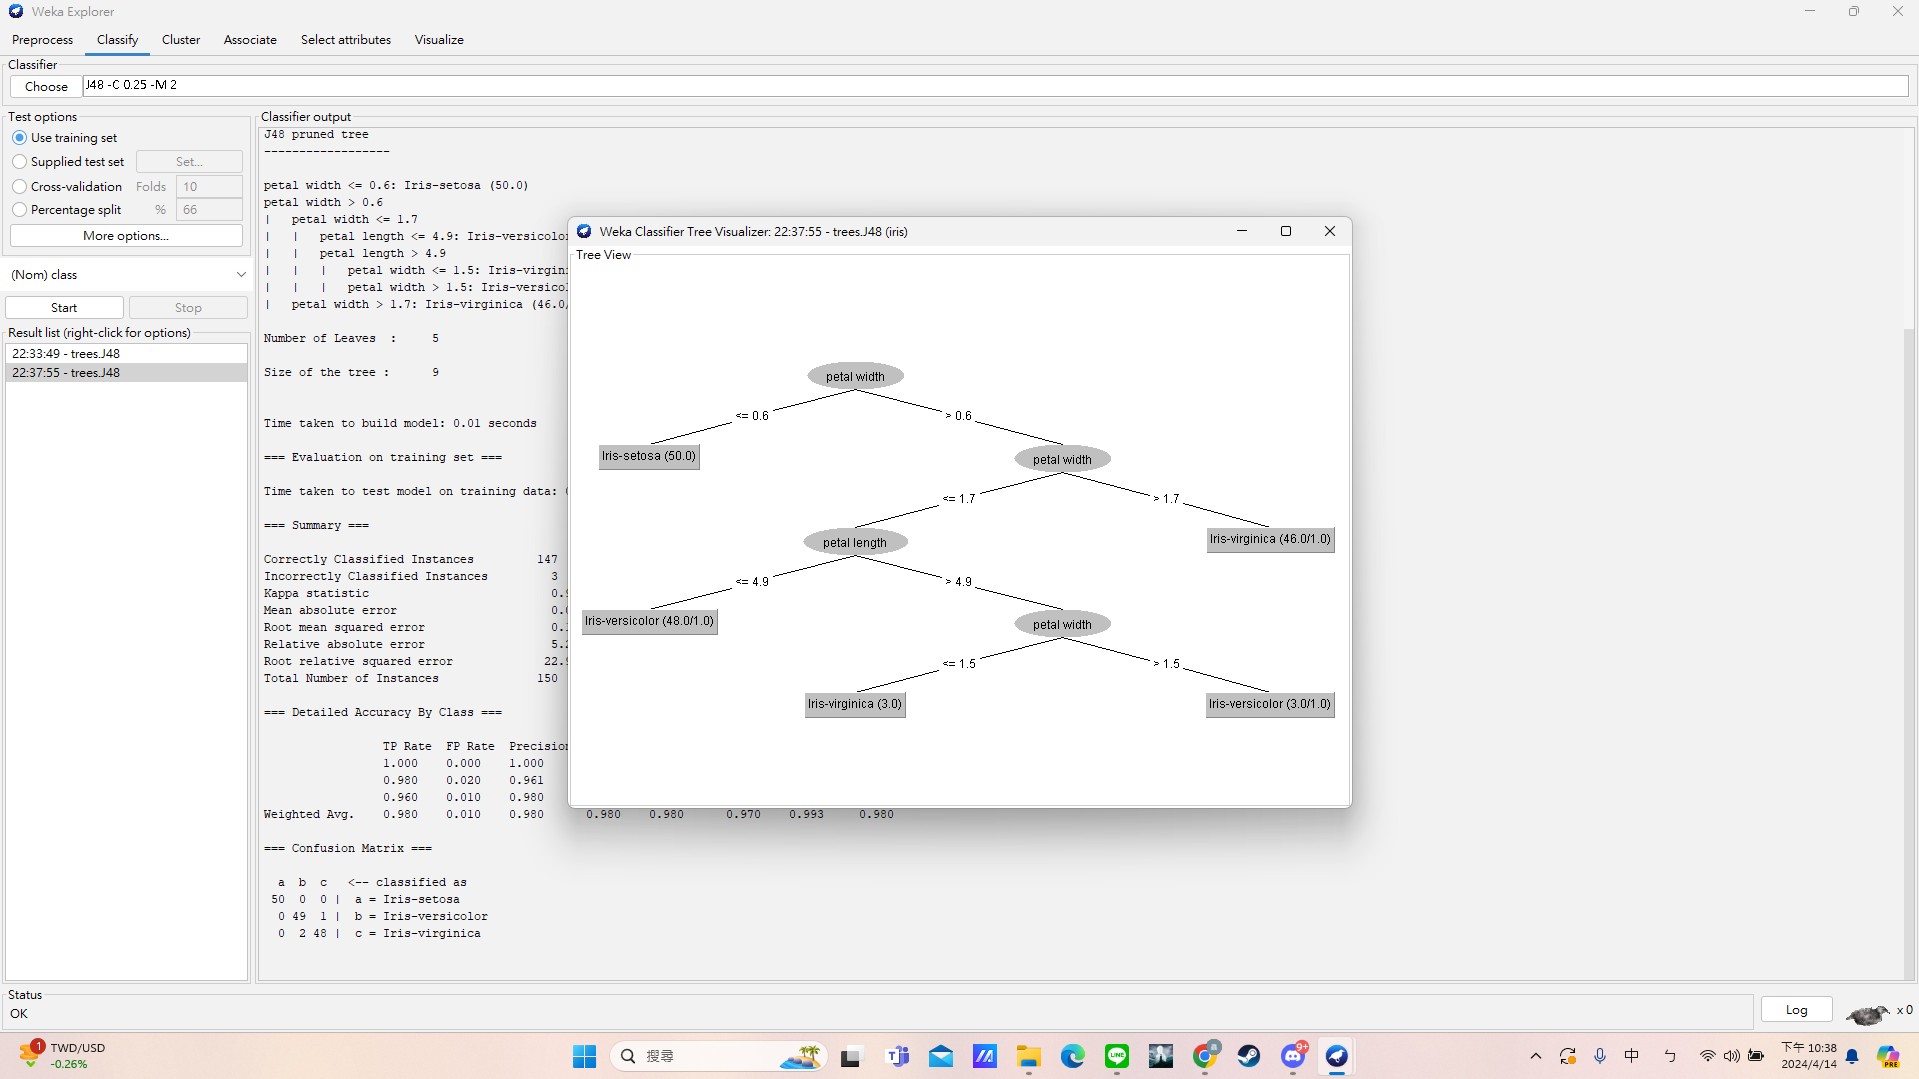 Weka Explorer
Preprocess Classify Cluster Associate Select attributes Visualize
Classifier
Choose J48 -C 0.25 -M 2
Test options
Use training set
Supplied test set Set...
Cross-validation Folds 10
Percentage split % 66
More options...
(Nom) class
Start Stop
Result list (right-click for options)
22:33:49 - trees.J48
22:37:55 - trees.J48
Classifier output
J48 pruned tree
------------------
petal width <= 0.6: Iris-setosa (50.0)
petal width > 0.6
|   petal width <= 1.7
|   |   petal length <= 4.9: Iris-versicolo
|   |   petal length > 4.9
|   |   |   petal width <= 1.5: Iris-virgini
|   |   |   petal width > 1.5: Iris-versico
|   petal width > 1.7: Iris-virginica (46.0
Number of Leaves  :     5
Size of the tree :      9
Time taken to build model: 0.01 seconds
=== Evaluation on training set ===
Time taken to test model on training data:
=== Summary ===
Correctly Classified Instances         147
Incorrectly Classified Instances         3
Kappa statistic                          0.9
Mean absolute error                      0.0
Root mean squared error                  0.
Relative absolute error                  5.2
Root relative squared error             22.9
Total Number of Instances              150
=== Detailed Accuracy By Class ===
TP Rate  FP Rate  Precision
1.000    0.000    1.000
0.980    0.020    0.961
0.960    0.010    0.980
Weighted Avg.    0.980    0.010    0.980      0.980    0.980      0.970    0.993     0.980
=== Confusion Matrix ===
a  b  c   <-- classified as
50  0  0 |  a = Iris-setosa
0 49  1 |  b = Iris-versicolor
0  2 48 |  c = Iris-virginica
Weka Classifier Tree Visualizer: 22:37:55 - trees.J48 (iris)
Tree View
petal width
<= 0.6 > 0.6
Iris-setosa (50.0) petal width
<= 1.7 > 1.7
petal length Iris-virginica (46.0/1.0)
<= 4.9 > 4.9
Iris-versicolor (48.0/1.0) petal width
<= 1.5 > 1.5
Iris-virginica (3.0) Iris-versicolor (3.0/1.0)
Status
OK
Log x 0
1 TWD/USD
-0.26%
搜尋
LINE
a
9+
中
ㄣ
下午 10:38
2024/4/14
PRE